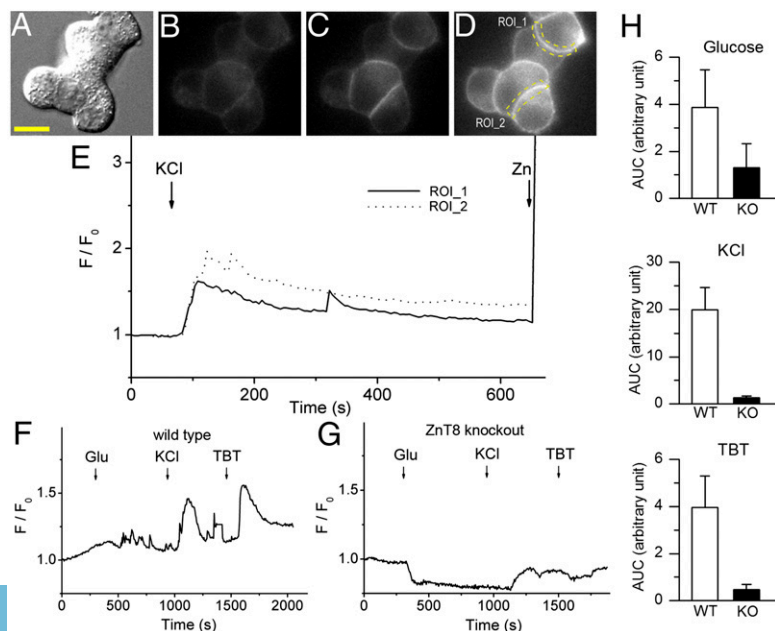 A
B
C
D
ROI_1
ROI_2
E
F / F0
3
2
1
KCl
Zn
ROI_1
ROI_2
0
200
400
600
Time (s)
F
wild type
F / F0
1.5
1.0
Glu
KCl
TBT
0
500
1000
1500
2000
Time (s)
G
ZnT8 knockout
F / F0
1.5
1.0
Glu
KCl
TBT
0
500
1000
1500
Time (s)
H
Glucose
AUC (arbitrary unit)
6
4
2
0
WT KO
KCl
AUC (arbitrary unit)
30
20
10
0
WT KO
TBT
AUC (arbitrary unit)
6
4
2
0
WT KO